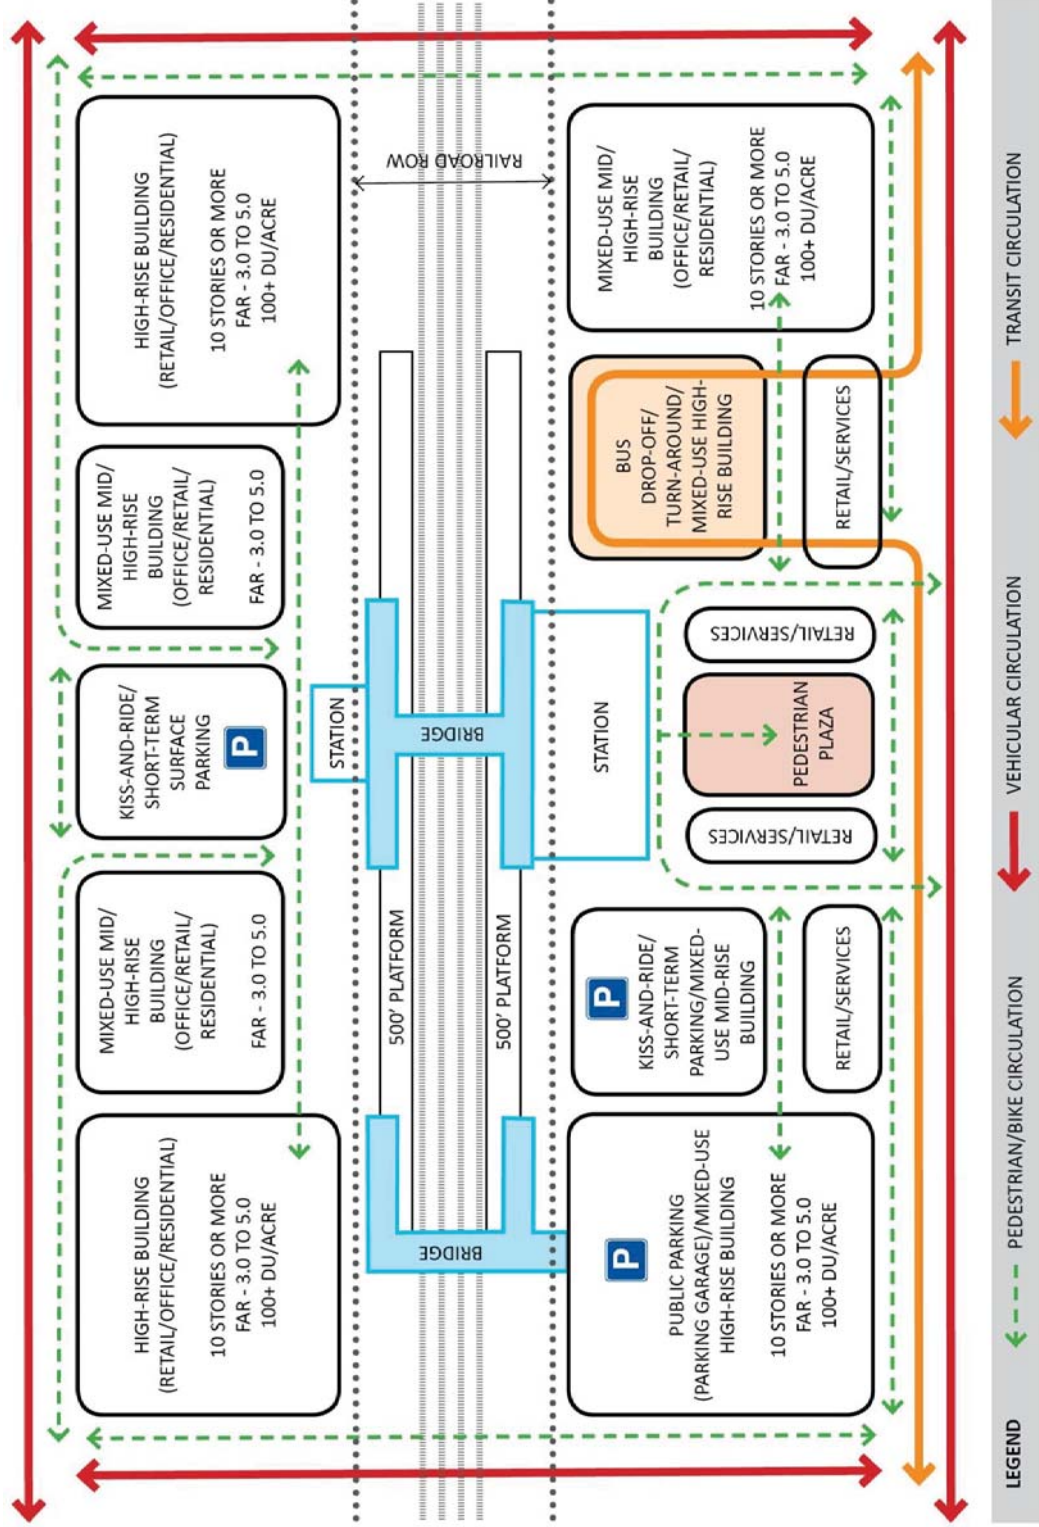 HIGH-RISE BUILDING
(RETAIL/OFFICE/RESIDENTIAL)
10 STORIES OR MORE
FAR - 3.0 TO 5.0
100+ DU/ACRE
MIXED-USE MID/
HIGH-RISE
BUILDING
(OFFICE/RETAIL/
RESIDENTIAL)
FAR - 3.0 TO 5.0
KISS-AND-RIDE/
SHORT-TERM
SURFACE
PARKING
P
MIXED-USE MID/
HIGH-RISE
BUILDING
(OFFICE/RETAIL/
RESIDENTIAL)
FAR - 3.0 TO 5.0
HIGH-RISE BUILDING
(RETAIL/OFFICE/RESIDENTIAL)
10 STORIES OR MORE
FAR - 3.0 TO 5.0
100+ DU/ACRE
STATION
500' PLATFORM
BRIDGE
BRIDGE
RAILROAD ROW
500' PLATFORM
STATION
P
PUBLIC PARKING
(PARKING GARAGE)/MIXED-USE
HIGH-RISE BUILDING
10 STORIES OR MORE
FAR - 3.0 TO 5.0
100+ DU/ACRE
P
KISS-AND-RIDE/
SHORT-TERM
PARKING/MIXED-
USE MID-RISE
BUILDING
RETAIL/SERVICES
RETAIL/SERVICES
PEDESTRIAN
PLAZA
RETAIL/SERVICES
BUS
DROP-OFF/
TURN-AROUND/
MIXED-USE HIGH-
RISE BUILDING
RETAIL/SERVICES
MIXED-USE MID/
HIGH-RISE
BUILDING
(OFFICE/RETAIL/
RESIDENTIAL)
10 STORIES OR MORE
FAR - 3.0 TO 5.0
100+ DU/ACRE
LEGEND
PEDESTRIAN/BIKE CIRCULATION
VEHICULAR CIRCULATION
TRANSIT CIRCULATION